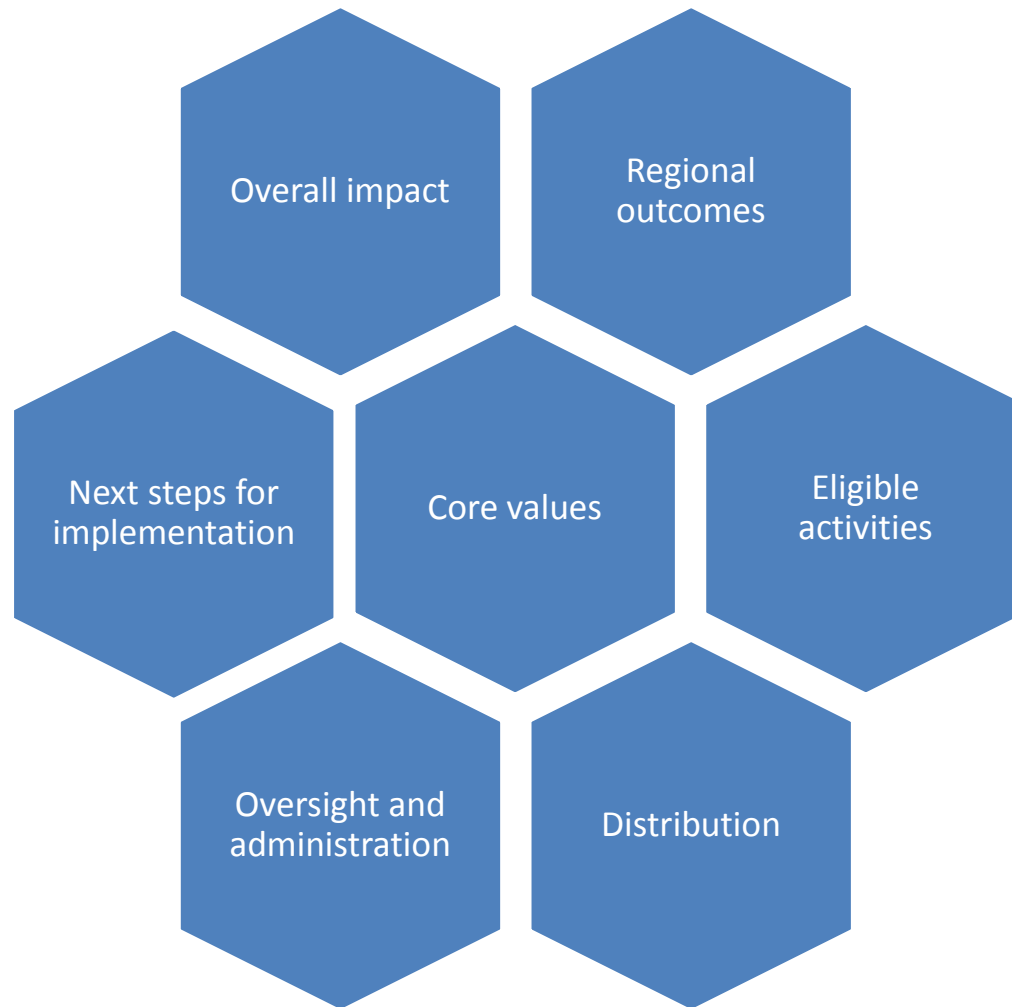 Overall impact
Regional
outcomes
Next steps for
implementation
Core values
Eligible
activities
Oversight and
administration
Distribution